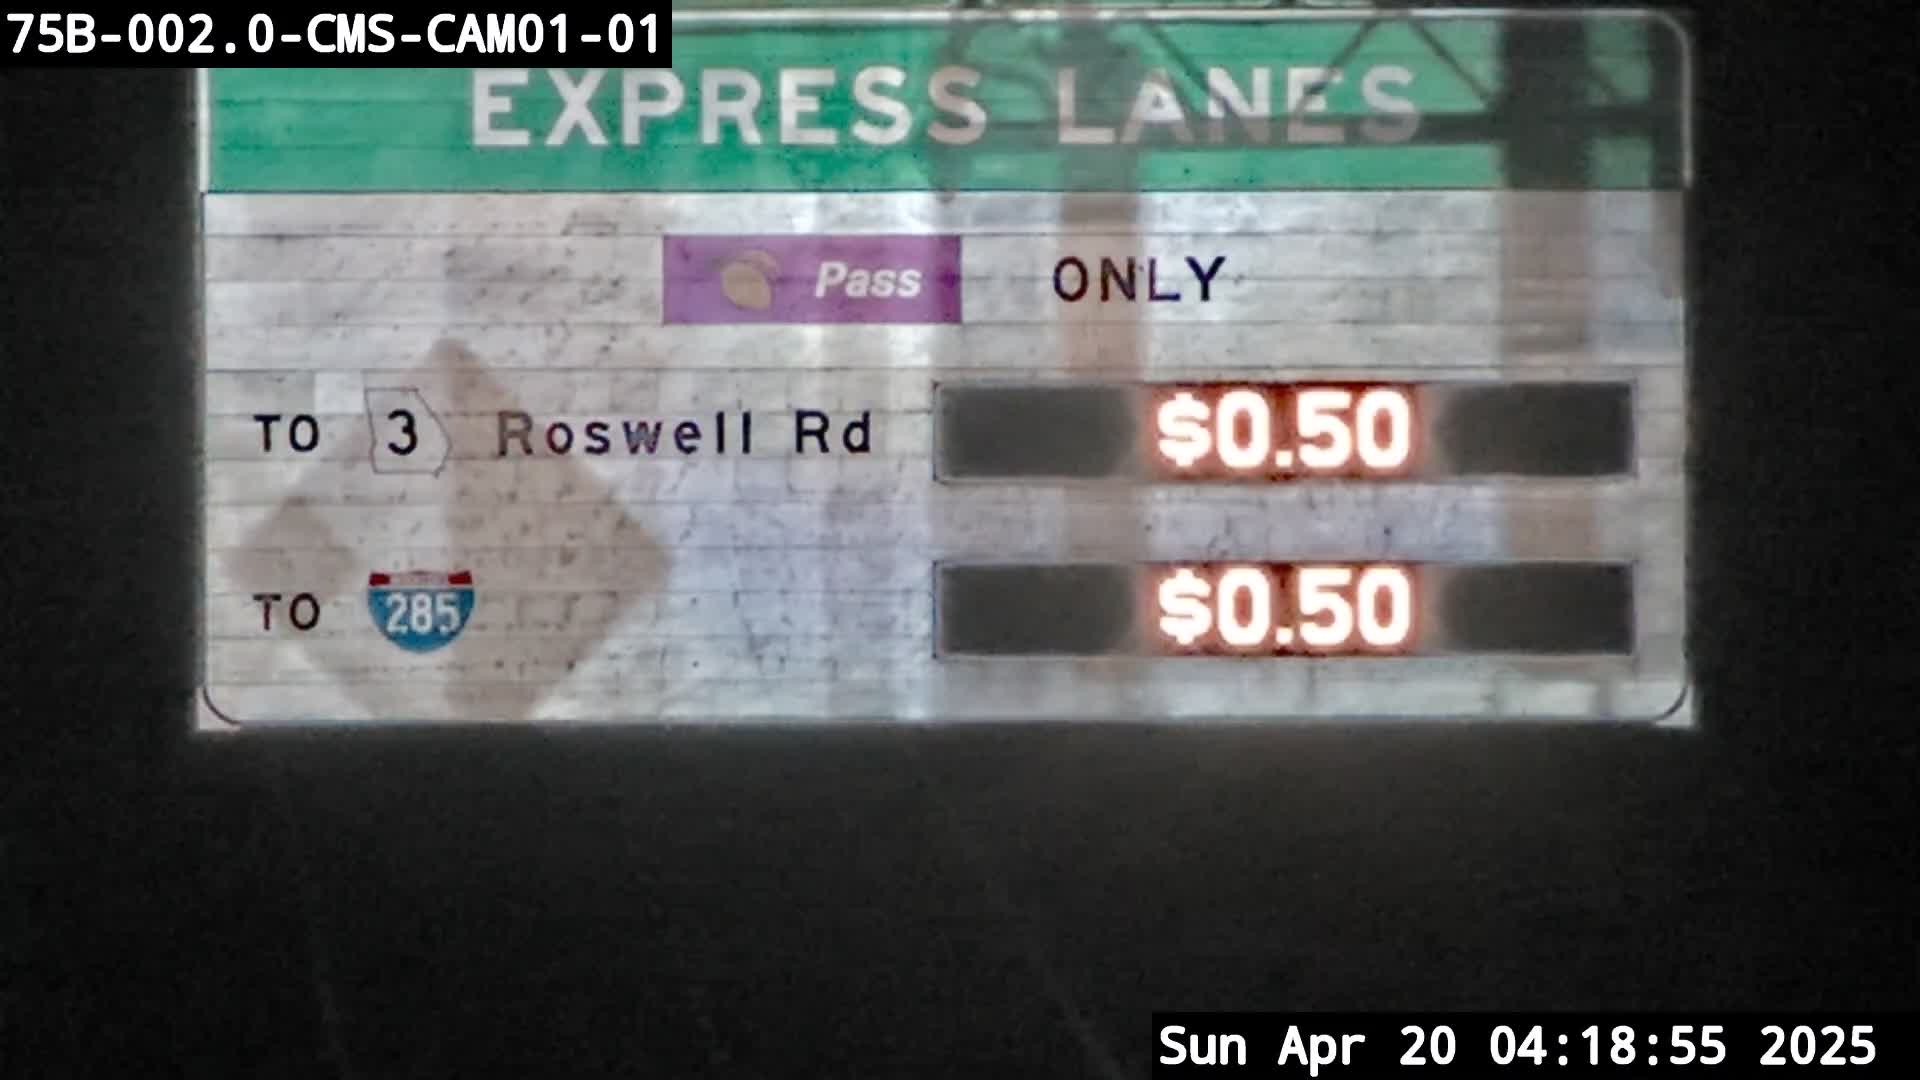 75B-002.0-CMS-CAM01-01
EXPRESS LANES
Pass ONLY
TO 3 Roswell Rd $0.50
TO 285 $0.50
Sun Apr 20 04:18:55 2025